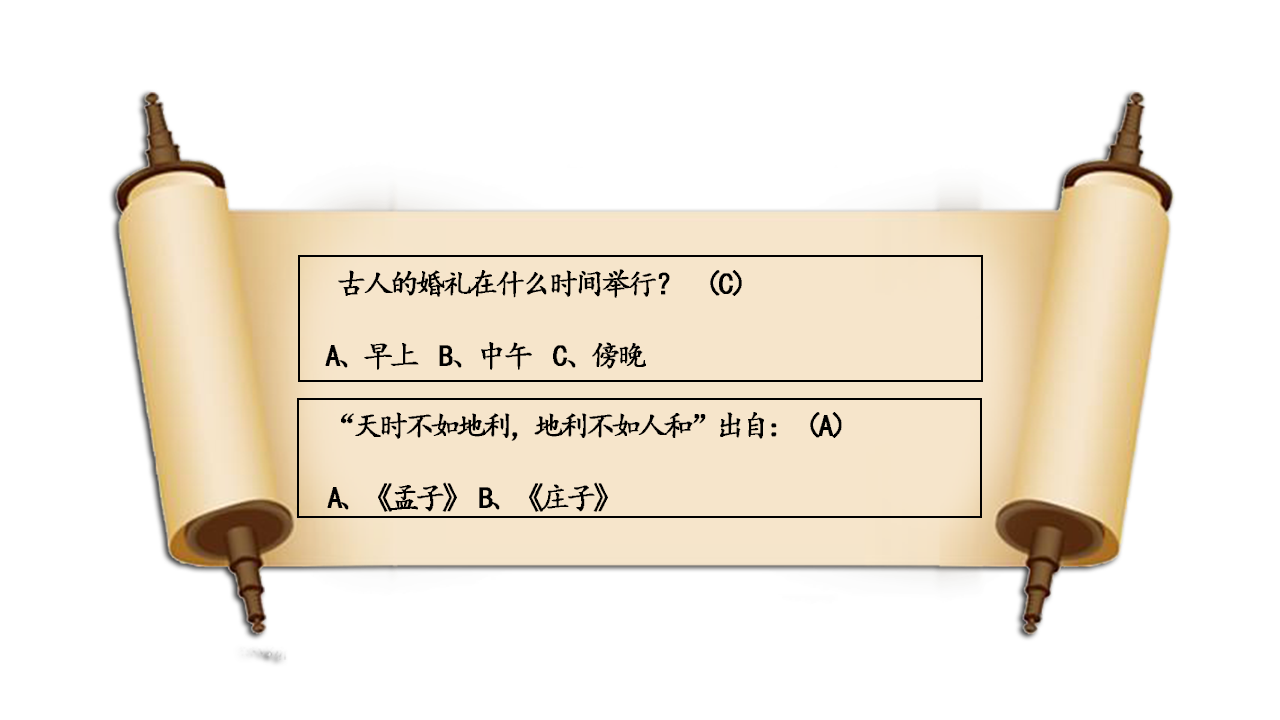 古人的婚礼在什么时间举行？ （C）
A、早上 B、中午 C、傍晚
“天时不如地利，地利不如人和”出自：（A）
A、《孟子》 B、《庄子》